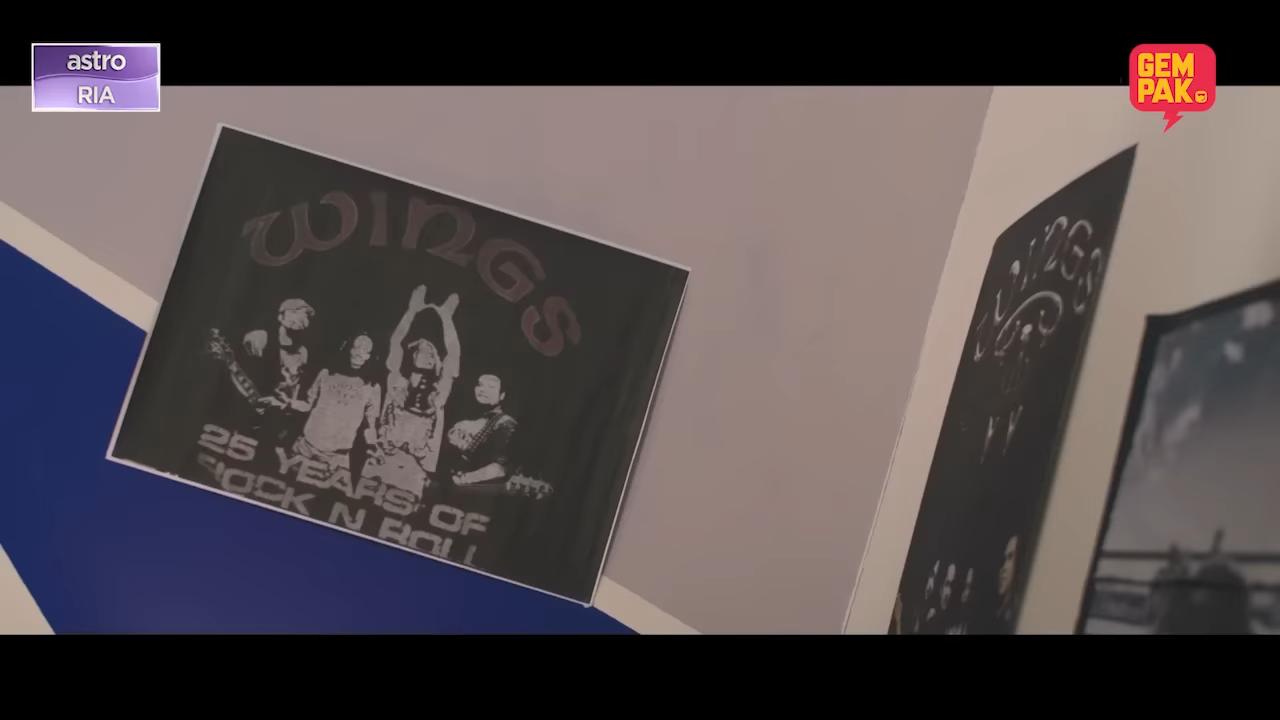 astro
RIA
GEM
PAK
WINGS
25 YEARS OF
ROCK N ROLL
WINGS